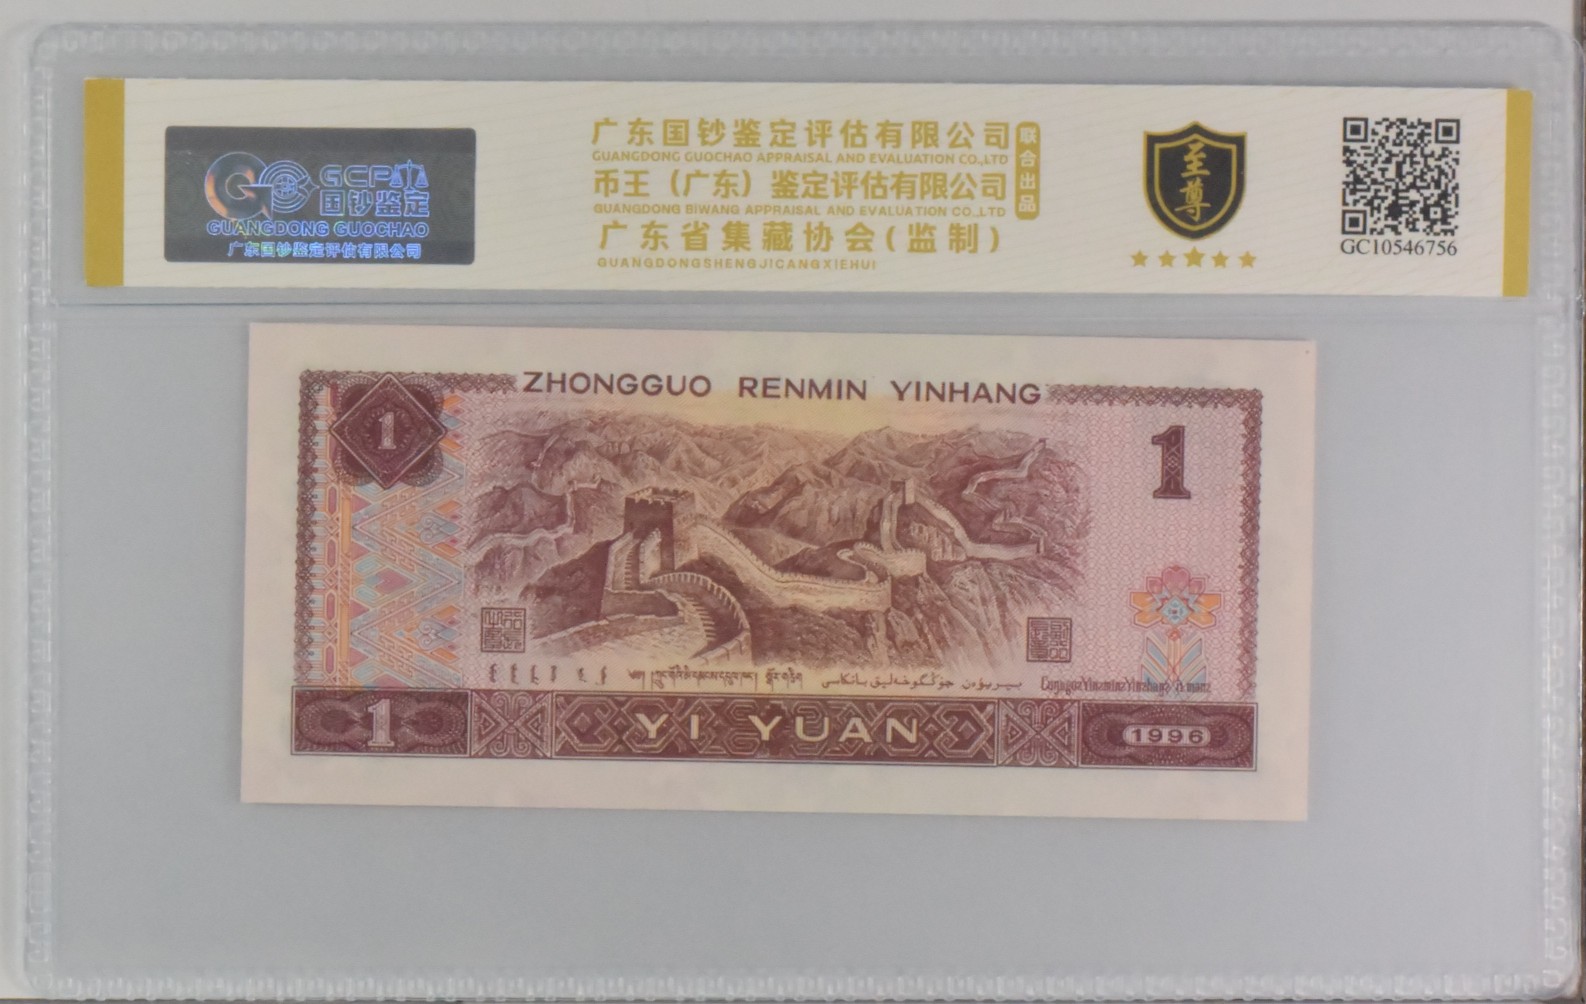 GCP
国钞鉴定
GUANGDONG GUOCHAO
广东国钞鉴定评估有限公司
广东国钞鉴定评估有限公司
GUANGDONG GUOCHAO APPRAISAL AND EVALUATION CO.,LTD
币王（广东）鉴定评估有限公司
GUANGDONG BIWANG APPRAISAL AND EVALUATION CO.,LTD
广东省集藏协会(监制)
GUANGDONGSHENGJICANGXIEHUI
联合出品
至尊
GC10546756
ZHONGGUO RENMIN YINHANG
1
1
1
YI YUAN
1996